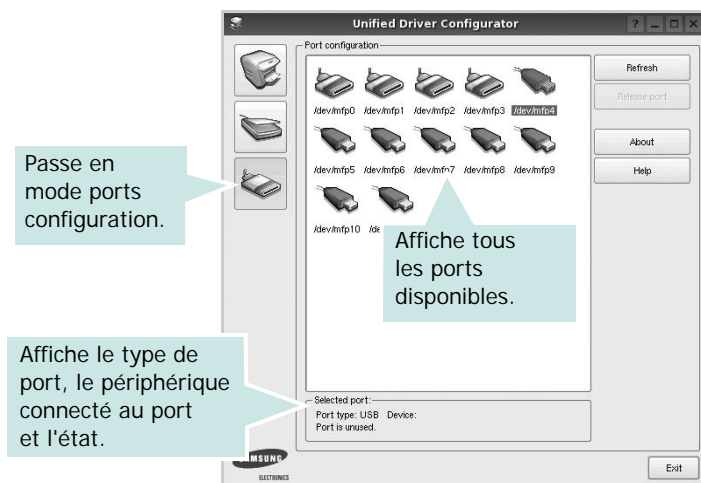 Unified Driver Configurator
Port configuration
/dev/mfp0 /dev/mfp1 /dev/mfp2 /dev/mfp3 /dev/mfp4
/dev/mfp5 /dev/mfp6 /dev/mfp7 /dev/mfp8 /dev/mfp9
/dev/mfp10
Refresh
Release port
About
Help
Passe en
mode ports
configuration.
Affiche tous
les ports
disponibles.
Affiche le type de
port, le périphérique
connecté au port
et l'état.
Selected port:
Port type: USB Device:
Port is unused.
ELECTRONICS
Exit